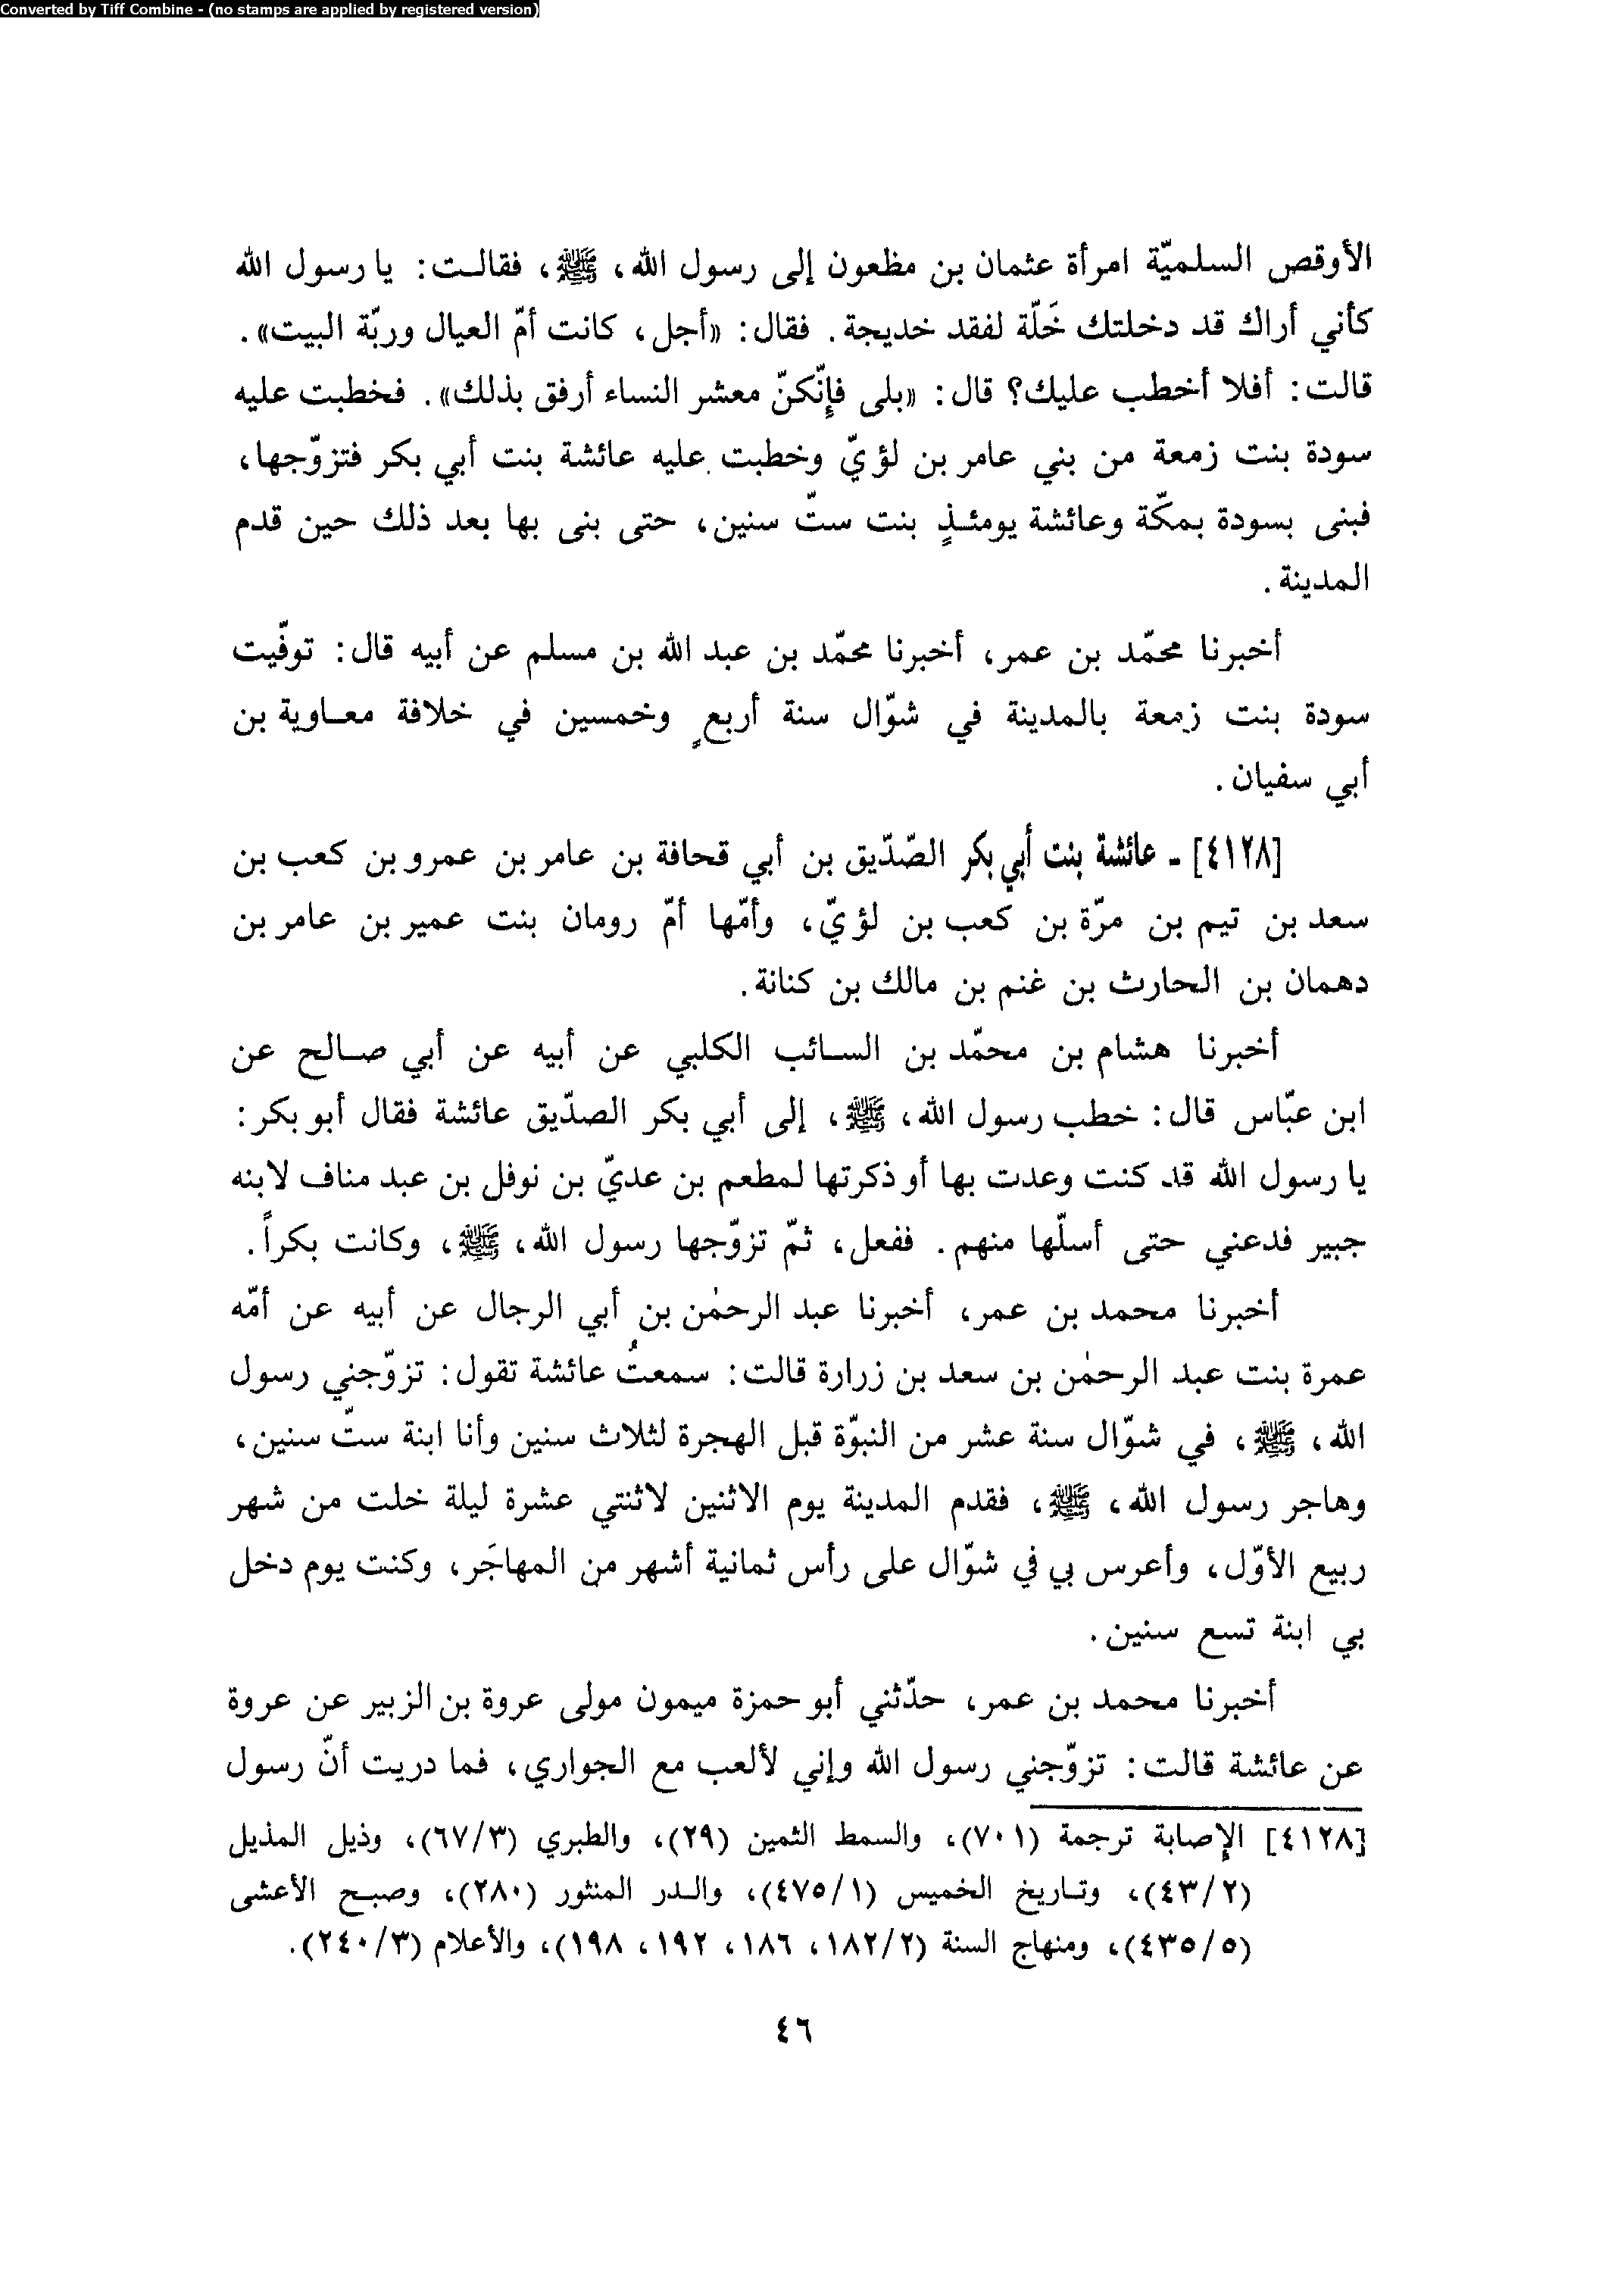 Converted by Tiff Combine - (no stamps are applied by registered version)
الأوقص السلميّة امرأة عثمان بن مظعون إلى رسول الله، ﷺ، فقالت: يا رسول الله
كأني أراك قد دخلتك خَلّة لفقد خديجة. فقال: «أجل، كانت أمّ العيال وربّة البيت».
قالت: أفلا أخطب عليك؟ قال: «بلى فإنّكنّ معشر النساء أرفق بذلك». فخطبت عليه
سودة بنت زمعة من بني عامر بن لؤيّ وخطبت عليه عائشة بنت أبي بكر فتزوّجها،
فبنى بسودة بمكّة وعائشة يومئذٍ بنت ستّ سنين، حتى بنى بها بعد ذلك حين قدم
المدينة.
أخبرنا محمّد بن عمر، أخبرنا محمّد بن عبد الله بن مسلم عن أبيه قال: توفّيت
سودة بنت زمعة بالمدينة في شوّال سنة أربعٍ وخمسين في خلافة معاوية بن
أبي سفيان.
[٤١٢٨] ـ عائشة بنت أبي بكر الصّدّيق بن أبي قحافة بن عامر بن عمرو بن كعب بن
سعد بن تيم بن مرّة بن كعب بن لؤيّ، وأمّها أمّ رومان بنت عمير بن عامر بن
دهمان بن الحارث بن غنم بن مالك بن كنانة.
أخبرنا هشام بن محمّد بن السائب الكلبي عن أبيه عن أبي صالح عن
ابن عبّاس قال: خطب رسول الله، ﷺ، إلى أبي بكر الصدّيق عائشة فقال أبو بكر:
يا رسول الله قد كنت وعدت بها أو ذكرتها لمطعم بن عديّ بن نوفل بن عبد مناف لابنه
جبير فدعني حتى أسلّها منهم. ففعل، ثمّ تزوّجها رسول الله، ﷺ، وكانت بكراً.
أخبرنا محمد بن عمر، أخبرنا عبد الرحمٰن بن أبي الرجال عن أبيه عن أمّه
عمرة بنت عبد الرحمٰن بن سعد بن زرارة قالت: سمعتُ عائشة تقول: تزوّجني رسول
الله، ﷺ، في شوّال سنة عشر من النبوّة قبل الهجرة لثلاث سنين وأنا ابنة ستّ سنين،
وهاجر رسول الله، ﷺ، فقدم المدينة يوم الاثنين لاثنتي عشرة ليلة خلت من شهر
ربيع الأوّل، وأعرس بي في شوّال على رأس ثمانية أشهر من المهاجَر، وكنت يوم دخل
بي ابنة تسع سنين.
أخبرنا محمد بن عمر، حدّثني أبو حمزة ميمون مولى عروة بن الزبير عن عروة
عن عائشة قالت: تزوّجني رسول الله وإني لألعب مع الجواري، فما دريت أنّ رسول
[٤١٢٨] الإصابة ترجمة (٧٠١)، والسمط الثمين (٢٩)، والطبري (٦٧/٣)، وذيل المذيل
(٤٣/٢)، وتاريخ الخميس (٤٧٥/١)، والدر المنثور (٢٨٠)، وصبح الأعشى
(٤٣٥/٥)، ومنهاج السنة (١٨٢/٢، ١٨٦، ١٩٢، ١٩٨)، والأعلام (٢٤٠/٣).
٤٦